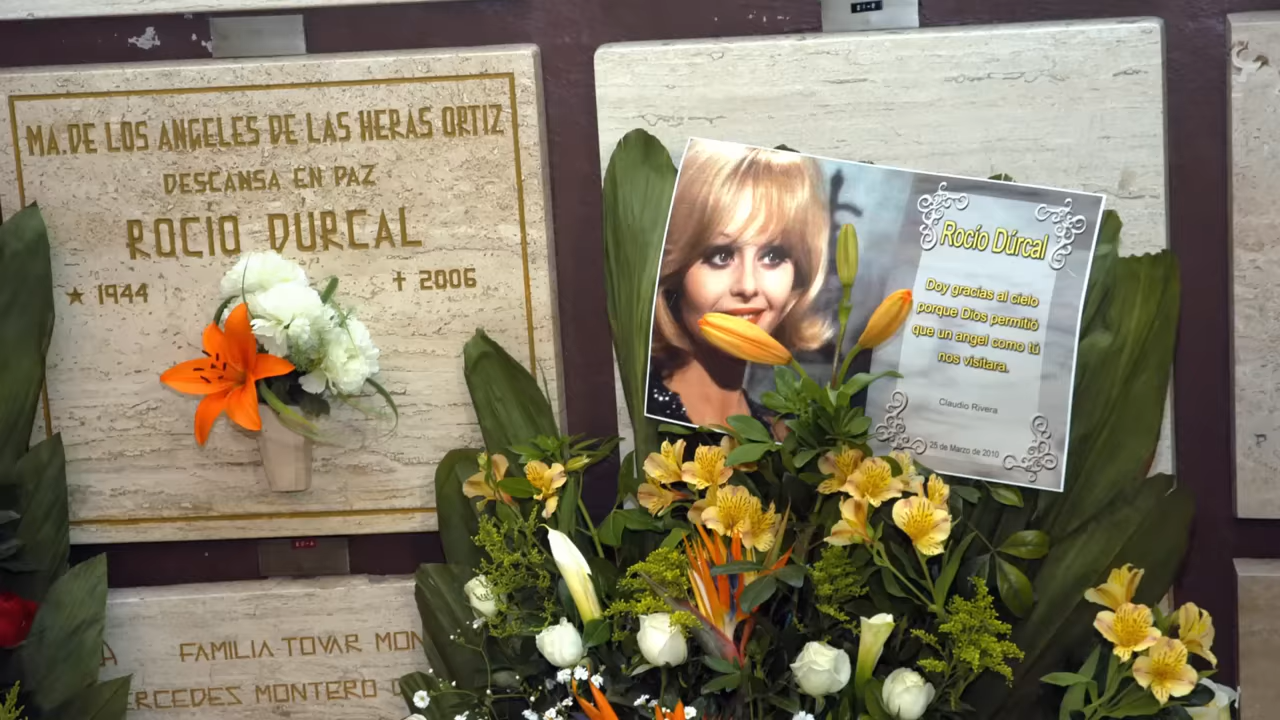 MA.DE LOS ANGELES DE LAS HERAS ORTIZ
DESCANSA EN PAZ
ROCIO DURCAL
★ 1944
✝ 2006
Rocío Dúrcal
Doy gracias al cielo
porque Dios permitió
que un angel como tú
nos visitara.
Claudio Rivera
25 de Marzo de 2010
FAMILIA TOVAR MON
ERCEDES MONTERO